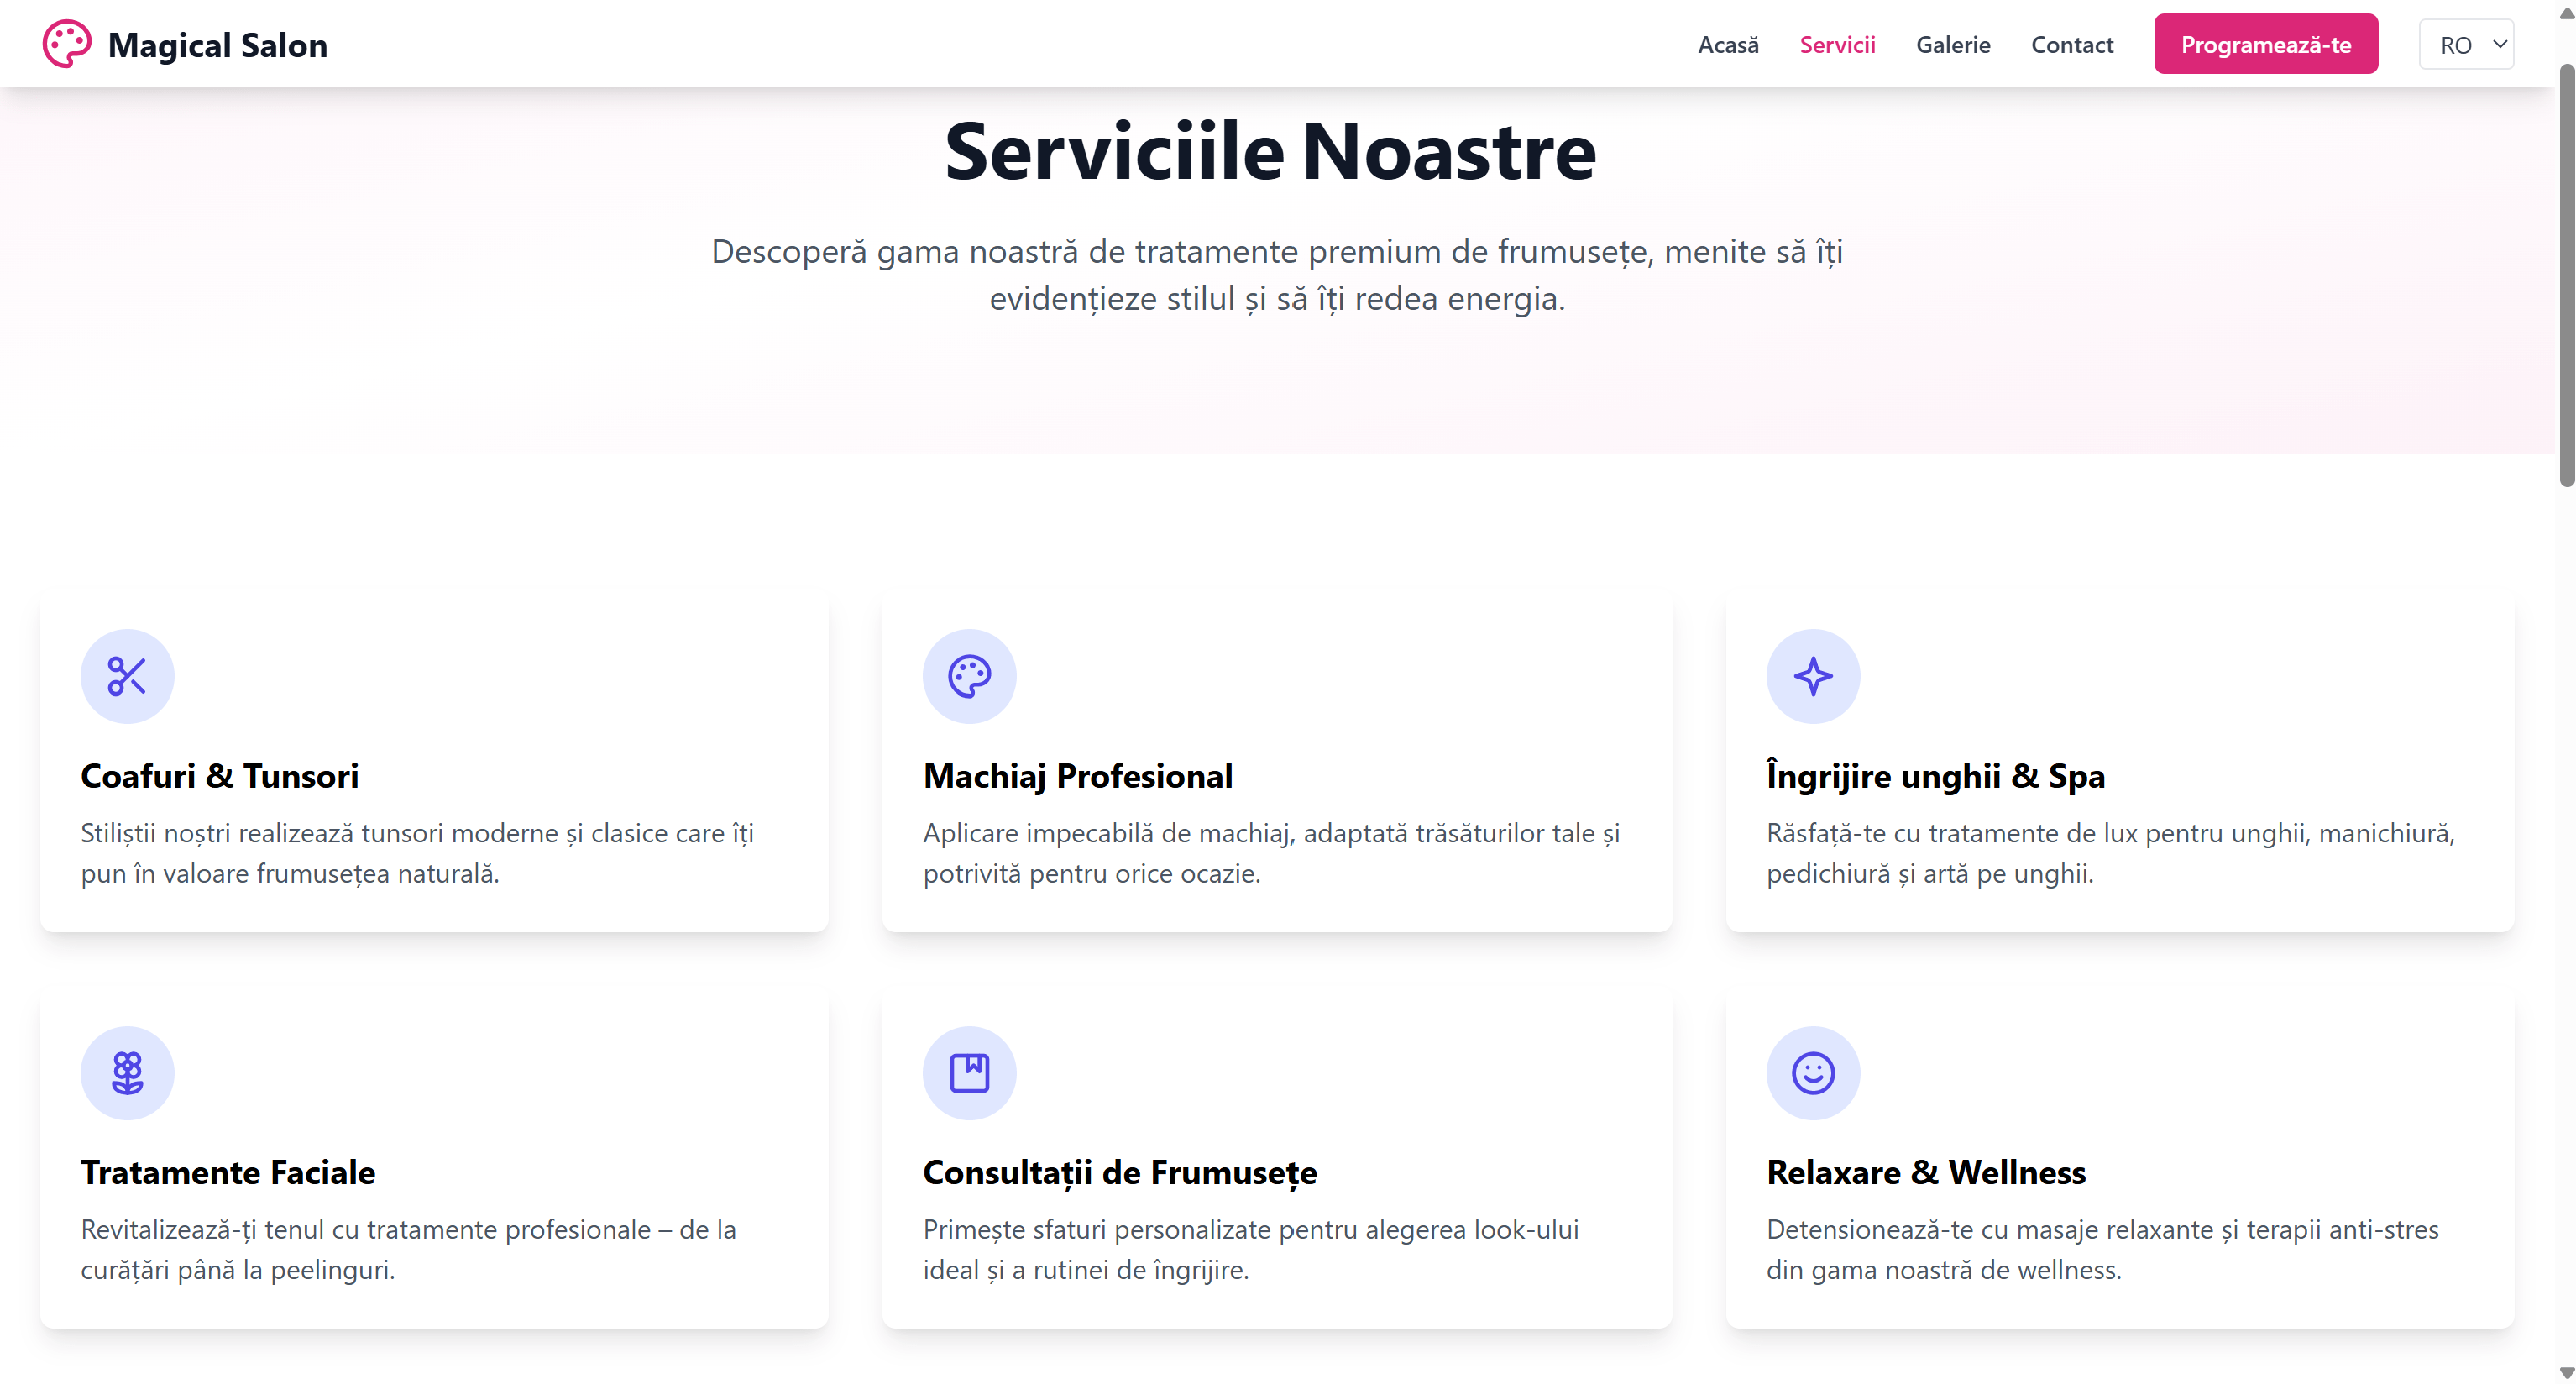 Magical Salon
Acasă
Servicii
Galerie
Contact
Programează-te
RO
Serviciile Noastre
Descoperă gama noastră de tratamente premium de frumusețe, menite să îți
evidențieze stilul și să îți redea energia.
Coafuri & Tunsori
Stiliștii noștri realizează tunsori moderne și clasice care îți
pun în valoare frumusețea naturală.
Machiaj Profesional
Aplicare impecabilă de machiaj, adaptată trăsăturilor tale și
potrivită pentru orice ocazie.
Îngrijire unghii & Spa
Răsfață-te cu tratamente de lux pentru unghii, manichiură,
pedichiură și artă pe unghii.
Tratamente Faciale
Revitalizează-ți tenul cu tratamente profesionale – de la
curățări până la peelinguri.
Consultații de Frumusețe
Primește sfaturi personalizate pentru alegerea look-ului
ideal și a rutinei de îngrijire.
Relaxare & Wellness
Detensionează-te cu masaje relaxante și terapii anti-stres
din gama noastră de wellness.